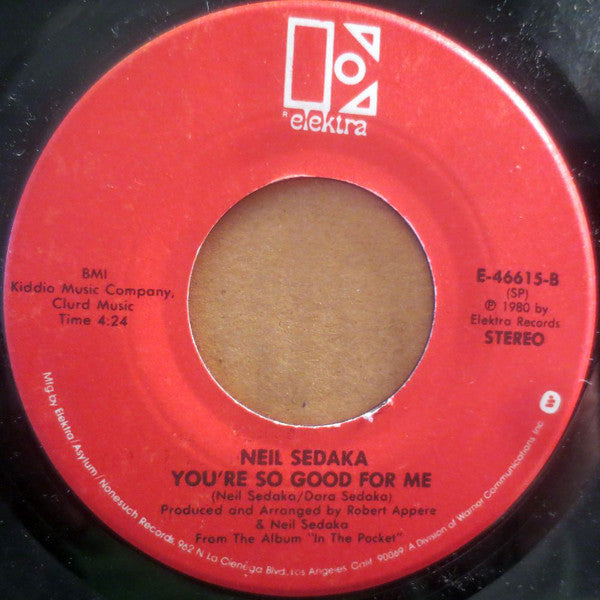 ® elektra
BMI
Kiddio Music Company,
Clurd Music
Time 4:24
E-46615-B
(SP)
℗ 1980 by
Elektra Records
STEREO
NEIL SEDAKA
YOU'RE SO GOOD FOR ME
(Neil Sedaka/Dara Sedaka)
Produced and Arranged by Robert Appere
& Neil Sedaka
From The Album "In The Pocket"
Mfg by Elektra/Asylum/Nonesuch Records, 962 N. La Cienega Blvd., Los Angeles, Calif. 90069. A Division of Warner Communications Inc.